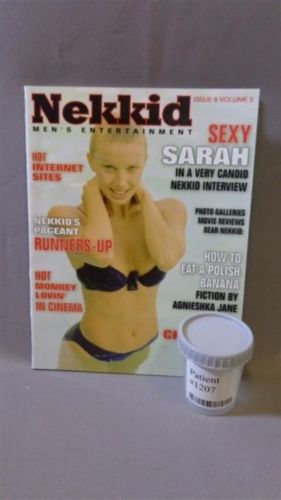 Nekkid
ISSUE 8 VOLUME 5
MEN'S ENTERTAINMENT
SEXY
SARAH
IN A VERY CANDID
NEKKID INTERVIEW
HOT
INTERNET
SITES
PHOTO GALLERIES
MOVIE REVIEWS
DEAR NEKKID:
NEKKID'S
PAGEANT
RUNNERS-UP
HOW TO
EAT A POLISH
BANANA
FICTION BY
AGNIESHKA JANE
HOT
MONKEY
LOVIN'
IN CINEMA
Patient
#1207